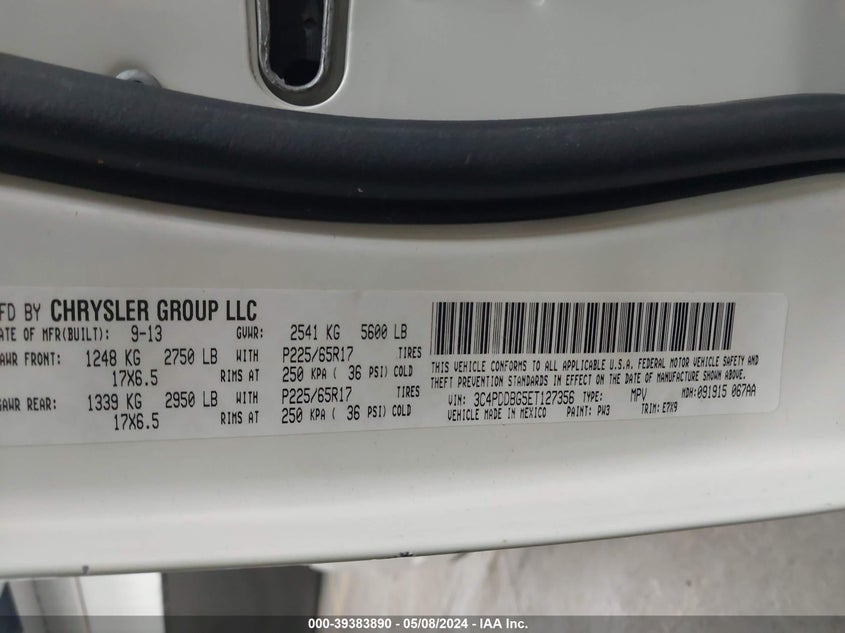 FD BY CHRYSLER GROUP LLC
ATE OF MFR(BUILT): 9-13 GVWR: 2541 KG 5600 LB
AWR FRONT: 1248 KG 2750 LB WITH P225/65R17 TIRES
17X6.5 RIMS AT 250 KPA ( 36 PSI) COLD
GAWR REAR: 1339 KG 2950 LB WITH P225/65R17 TIRES
17X6.5 RIMS AT 250 KPA ( 36 PSI) COLD
THIS VEHICLE CONFORMS TO ALL APPLICABLE U.S.A. FEDERAL MOTOR VEHICLE SAFETY AND
THEFT PREVENTION STANDARDS IN EFFECT ON THE DATE OF MANUFACTURE SHOWN ABOVE.
VIN: 3C4PDDBG5ET127356 TYPE: MPV MDH:091915 067AA
VEHICLE MADE IN MEXICO PAINT: PW3 TRIM: E7X9
000-39383890 - 05/08/2024 - IAA Inc.